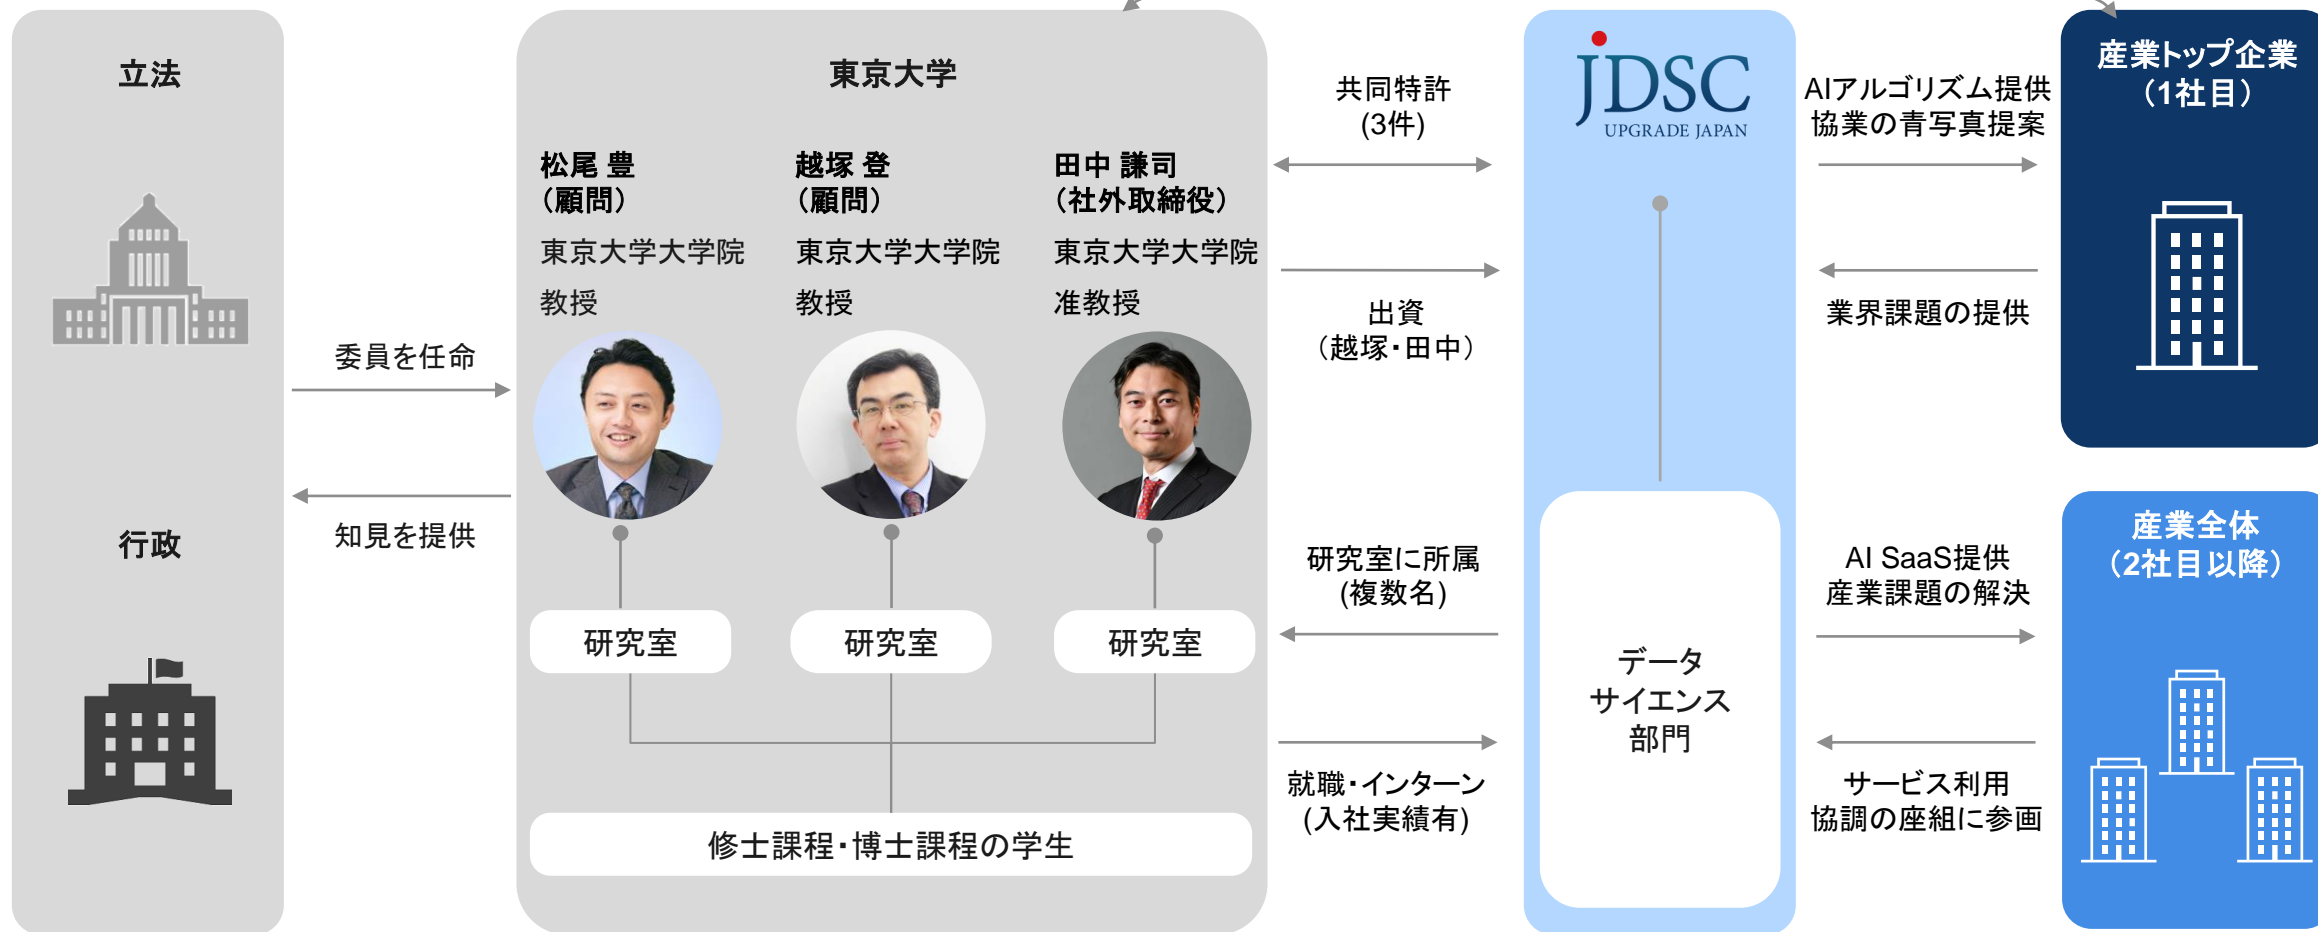 立法
行政
委員を任命
知見を提供
東京大学
松尾 豊
（顧問）
東京大学大学院
教授
越塚 登
（顧問）
東京大学大学院
教授
田中 謙司
（社外取締役）
東京大学大学院
准教授
研究室
研究室
研究室
修士課程・博士課程の学生
共同特許
(3件)
出資
（越塚・田中）
研究室に所属
(複数名)
就職・インターン
(入社実績有)
JDSC
UPGRADE JAPAN
データ
サイエンス
部門
AIアルゴリズム提供
協業の青写真提案
業界課題の提供
AI SaaS提供
産業課題の解決
サービス利用
協調の座組に参画
産業トップ企業
（1社目）
産業全体
（2社目以降）